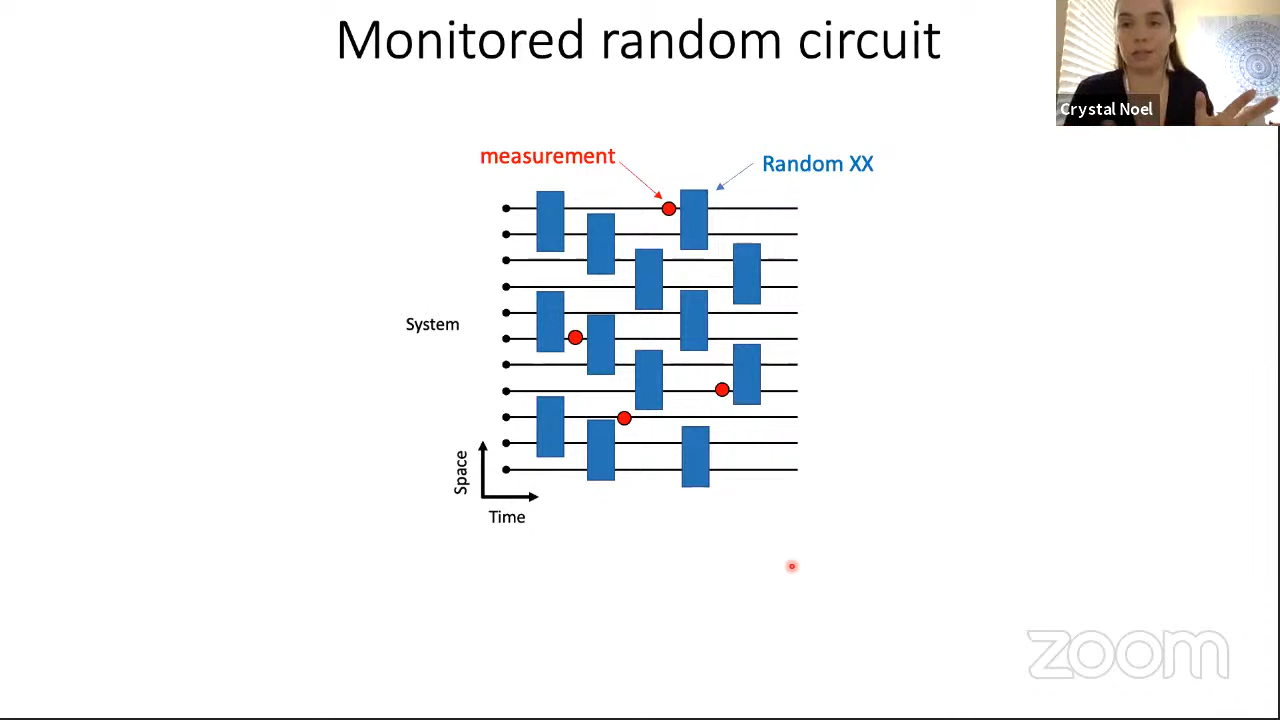 Monitored random circuit
Crystal Noel
measurement
Random XX
System
Space
Time
zoom